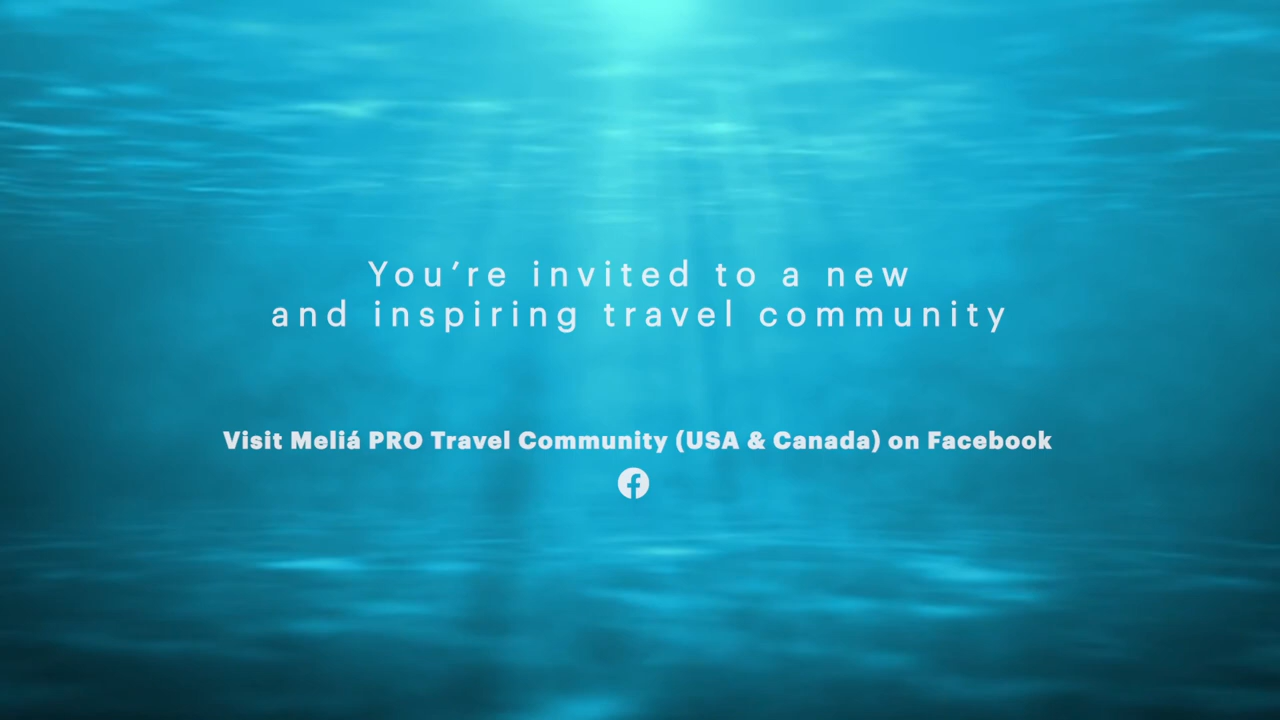 You’re invited to a new
and inspiring travel community
Visit Meliá PRO Travel Community (USA & Canada) on Facebook